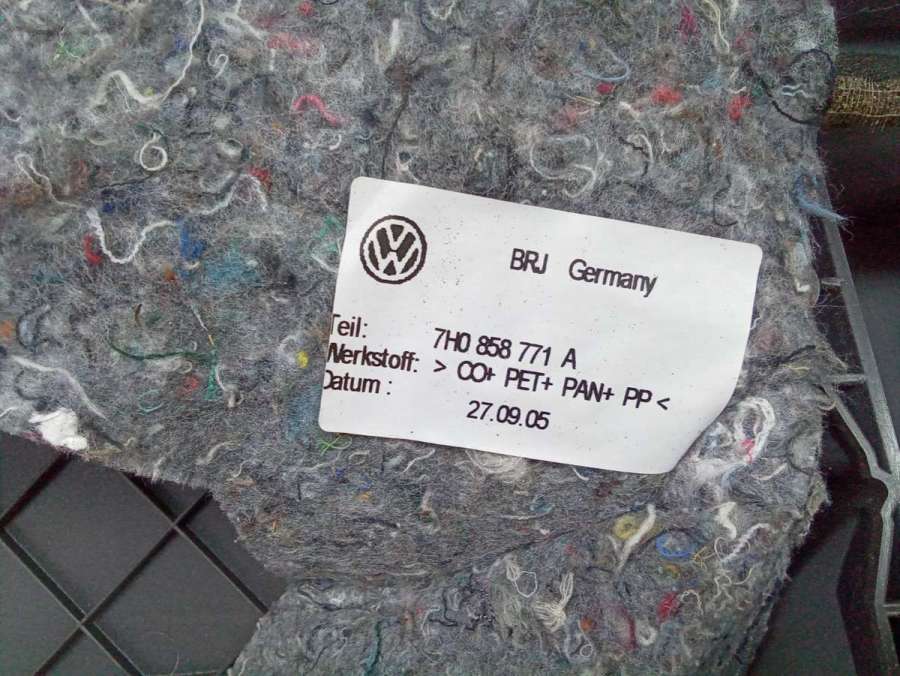 BRJ Germany
Teil: 7H0 858 771 A
Werkstoff: > CO+ PET+ PAN+ PP <
Datum : 27.09.05